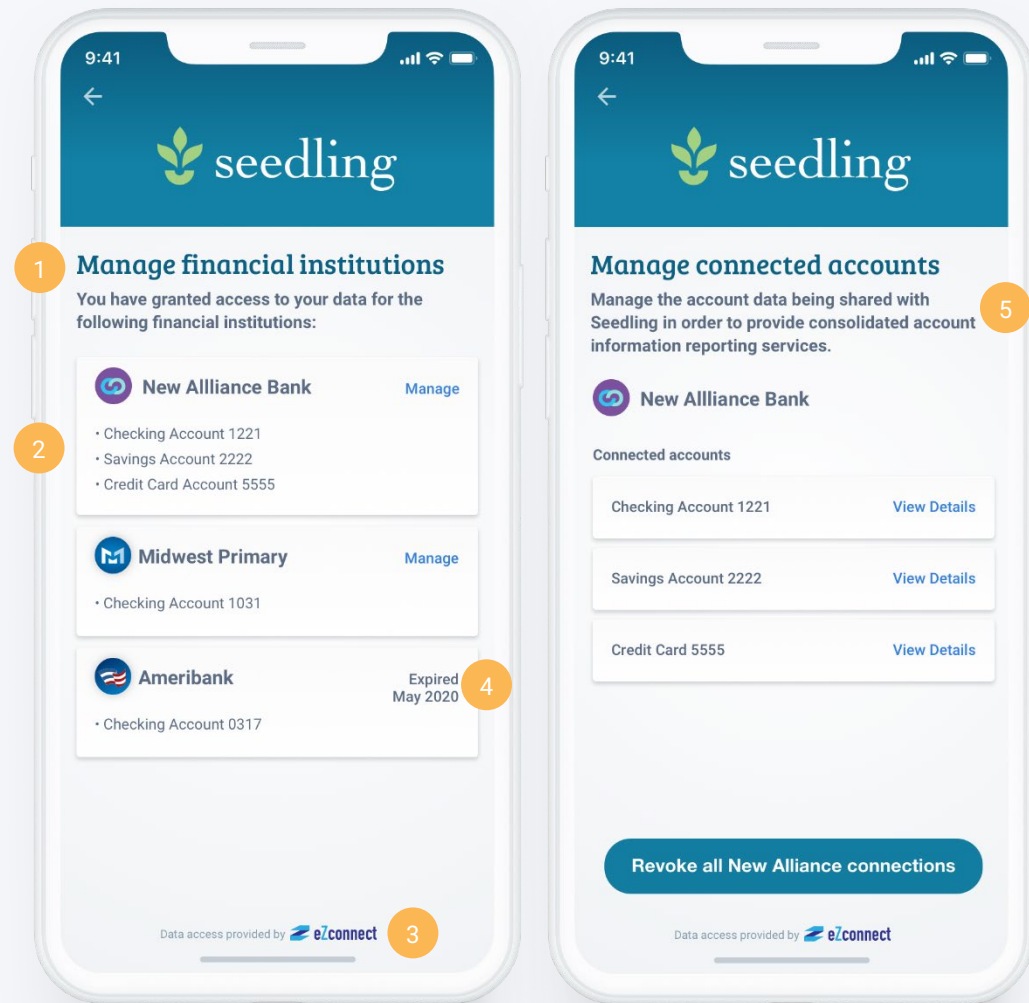 9:41
seedling
1
Manage financial institutions
You have granted access to your data for the
following financial institutions:
New Allliance Bank
Manage
2
• Checking Account 1221
• Savings Account 2222
• Credit Card Account 5555
Midwest Primary
Manage
• Checking Account 1031
Ameribank
Expired
May 2020
4
• Checking Account 0317
Data access provided by eZconnect
3
9:41
seedling
Manage connected accounts
Manage the account data being shared with
Seedling in order to provide consolidated account
information reporting services.
5
New Allliance Bank
Connected accounts
Checking Account 1221
View Details
Savings Account 2222
View Details
Credit Card 5555
View Details
Revoke all New Alliance connections
Data access provided by eZconnect